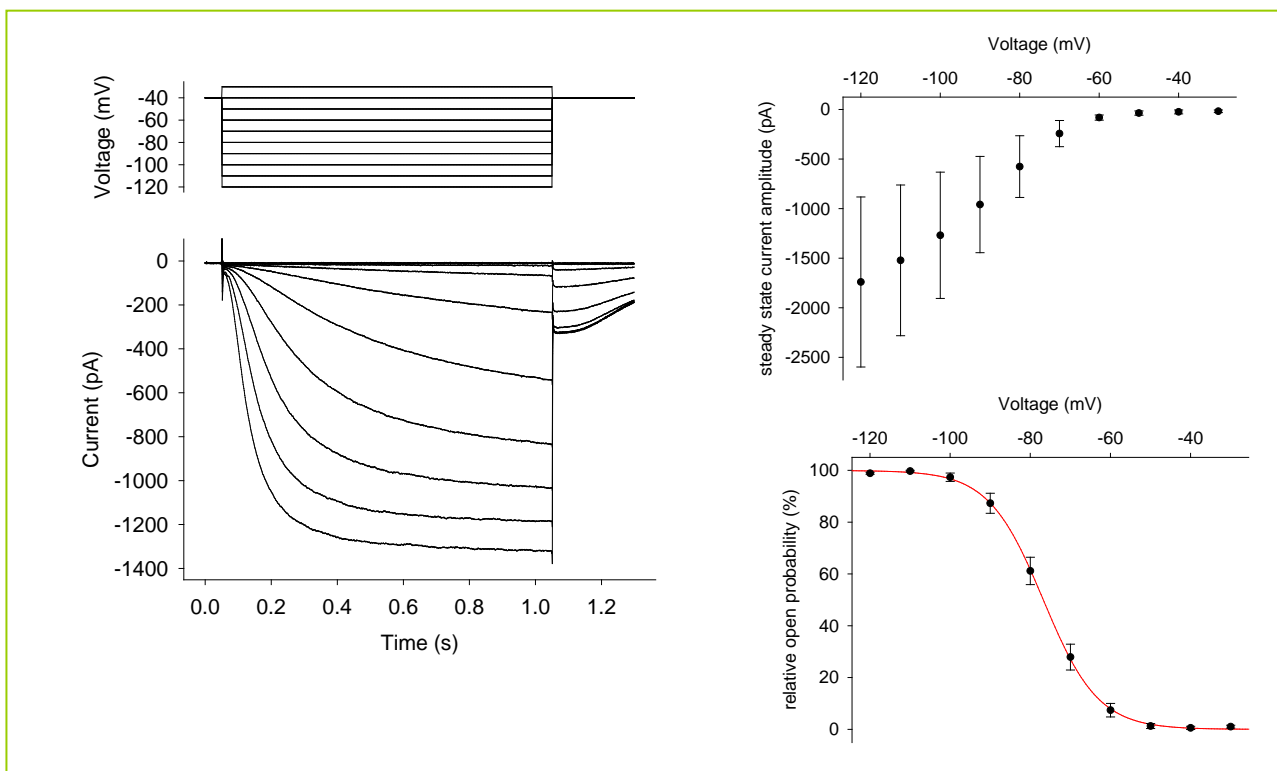 Voltage (mV)
-40
-60
-80
-100
-120
Current (pA)
0
-200
-400
-600
-800
-1000
-1200
-1400
0.0 0.2 0.4 0.6 0.8 1.0 1.2
Time (s)
Voltage (mV)
-120 -100 -80 -60 -40
steady state current amplitude (pA)
0
-500
-1000
-1500
-2000
-2500
Voltage (mV)
-120 -100 -80 -60 -40
relative open probability (%)
100
80
60
40
20
0